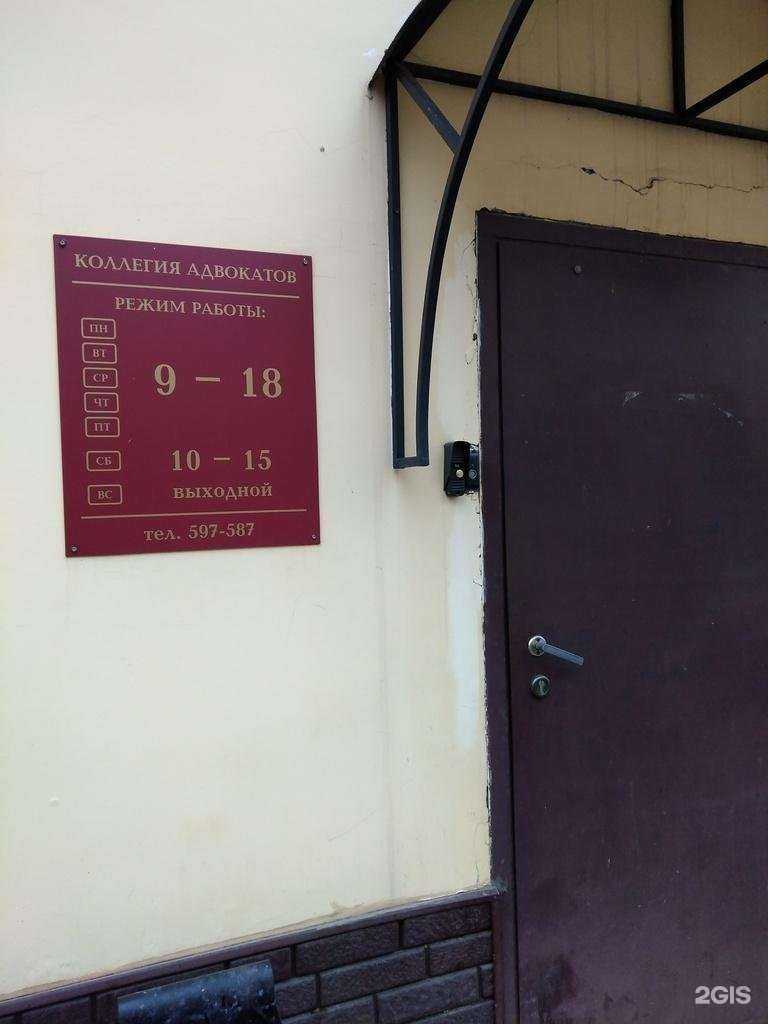 КОЛЛЕГИЯ АДВОКАТОВ
РЕЖИМ РАБОТЫ:
ПН
ВТ
СР 9 – 18
ЧТ
ПТ
СБ 10 – 15
ВС ВЫХОДНОЙ
тел. 597-587
2GIS